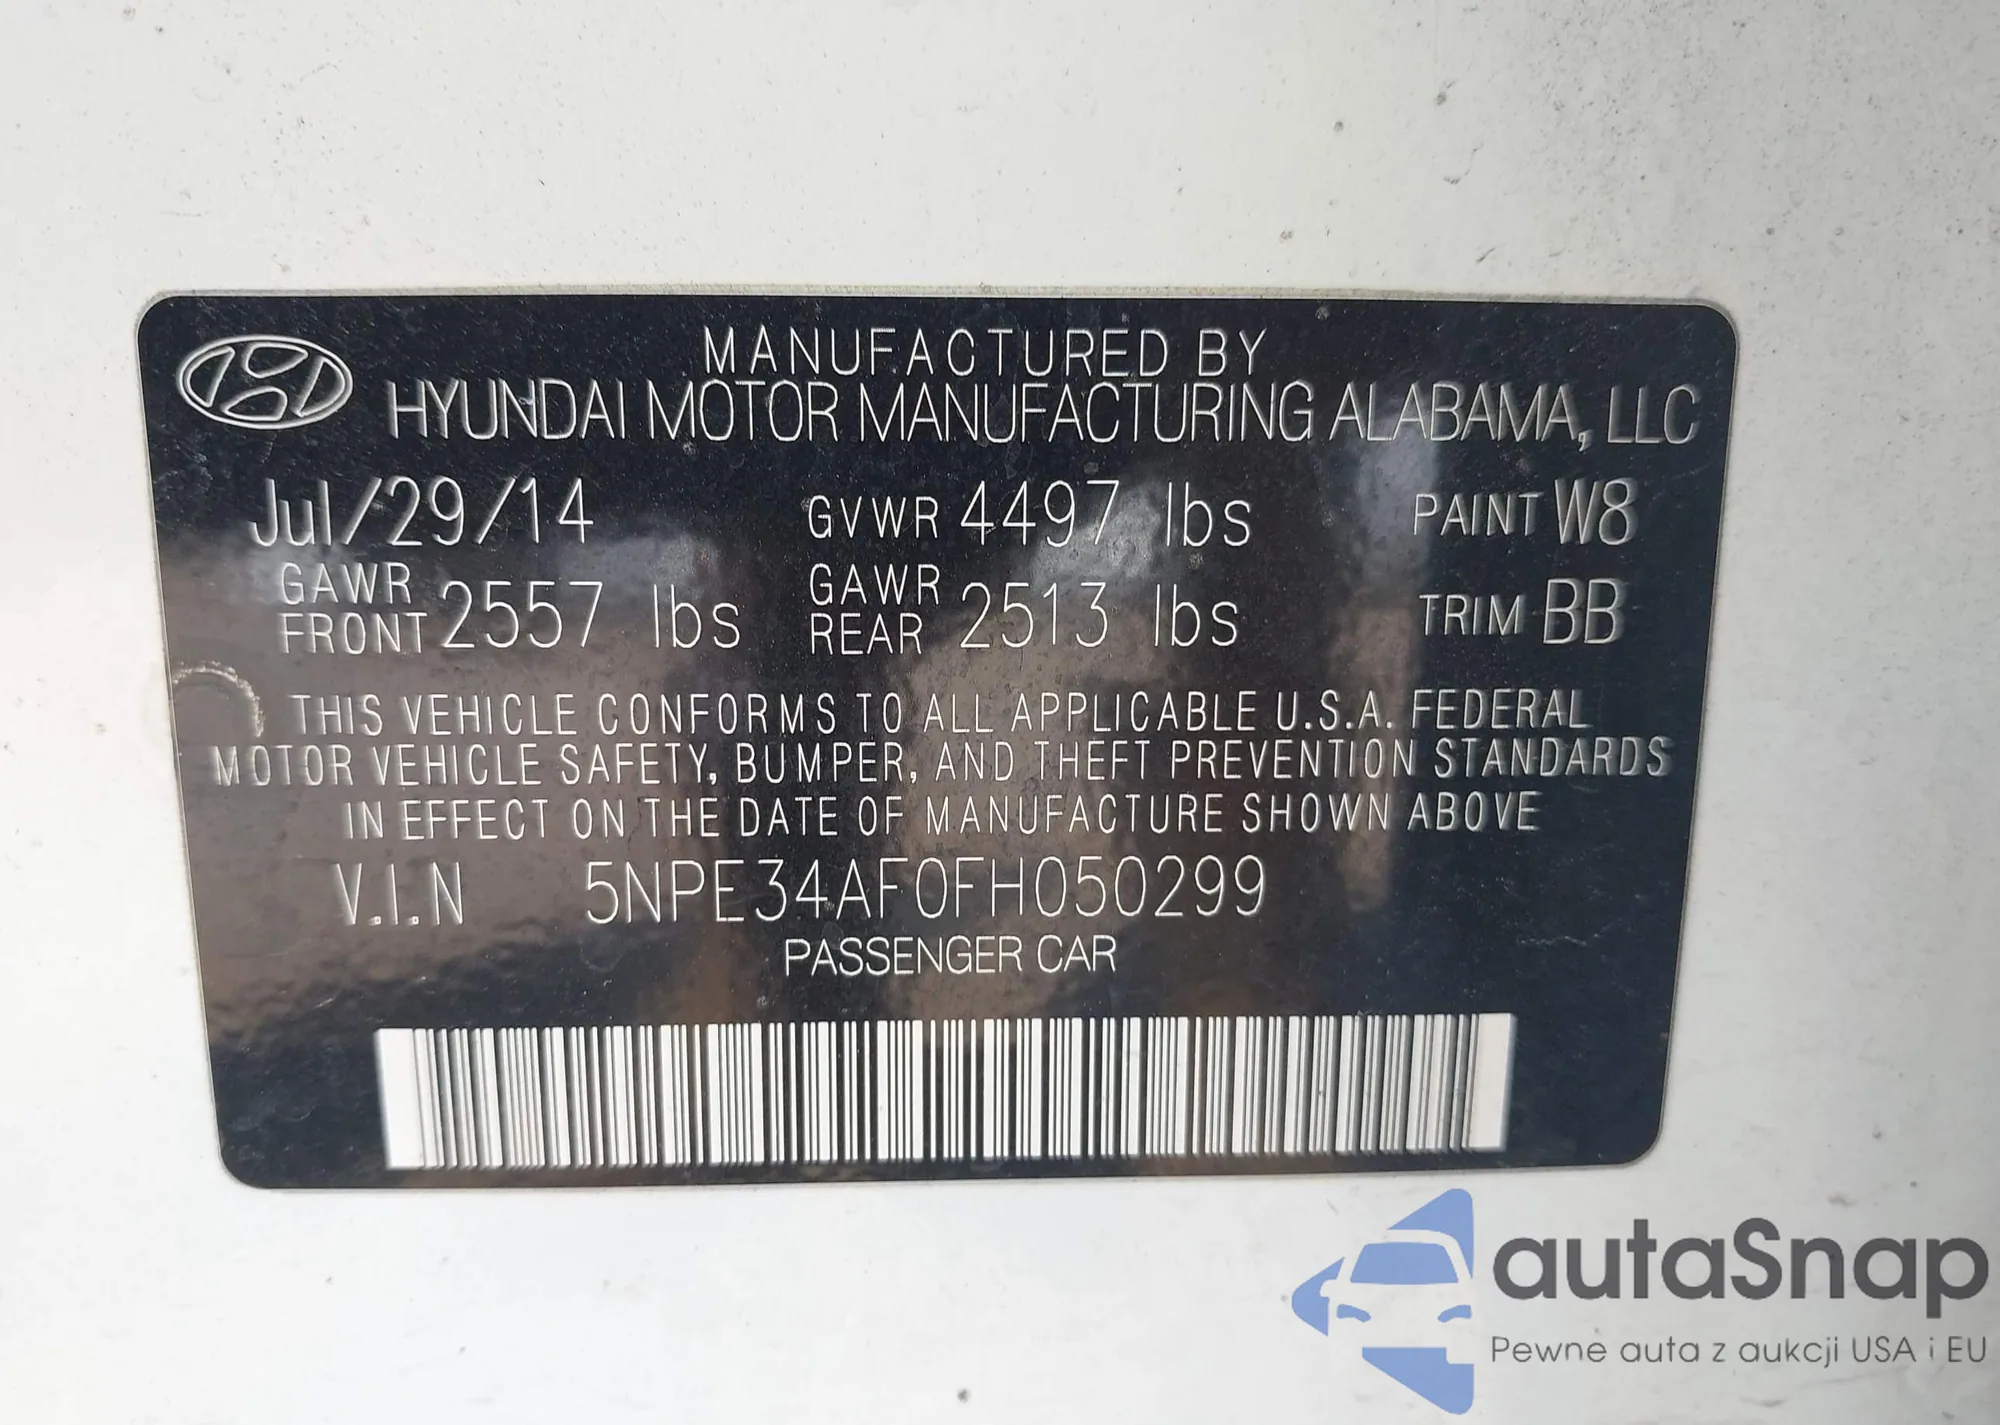 MANUFACTURED BY
HYUNDAI MOTOR MANUFACTURING ALABAMA, LLC
Jul/29/14 GVWR 4497 lbs PAINT W8
GAWR FRONT 2557 lbs GAWR REAR 2513 lbs TRIM BB
THIS VEHICLE CONFORMS TO ALL APPLICABLE U.S.A. FEDERAL
MOTOR VEHICLE SAFETY, BUMPER, AND THEFT PREVENTION STANDARDS
IN EFFECT ON THE DATE OF MANUFACTURE SHOWN ABOVE
V.I.N 5NPE34AF0FH050299
PASSENGER CAR
autaSnap
Pewne auta z aukcji USA i EU